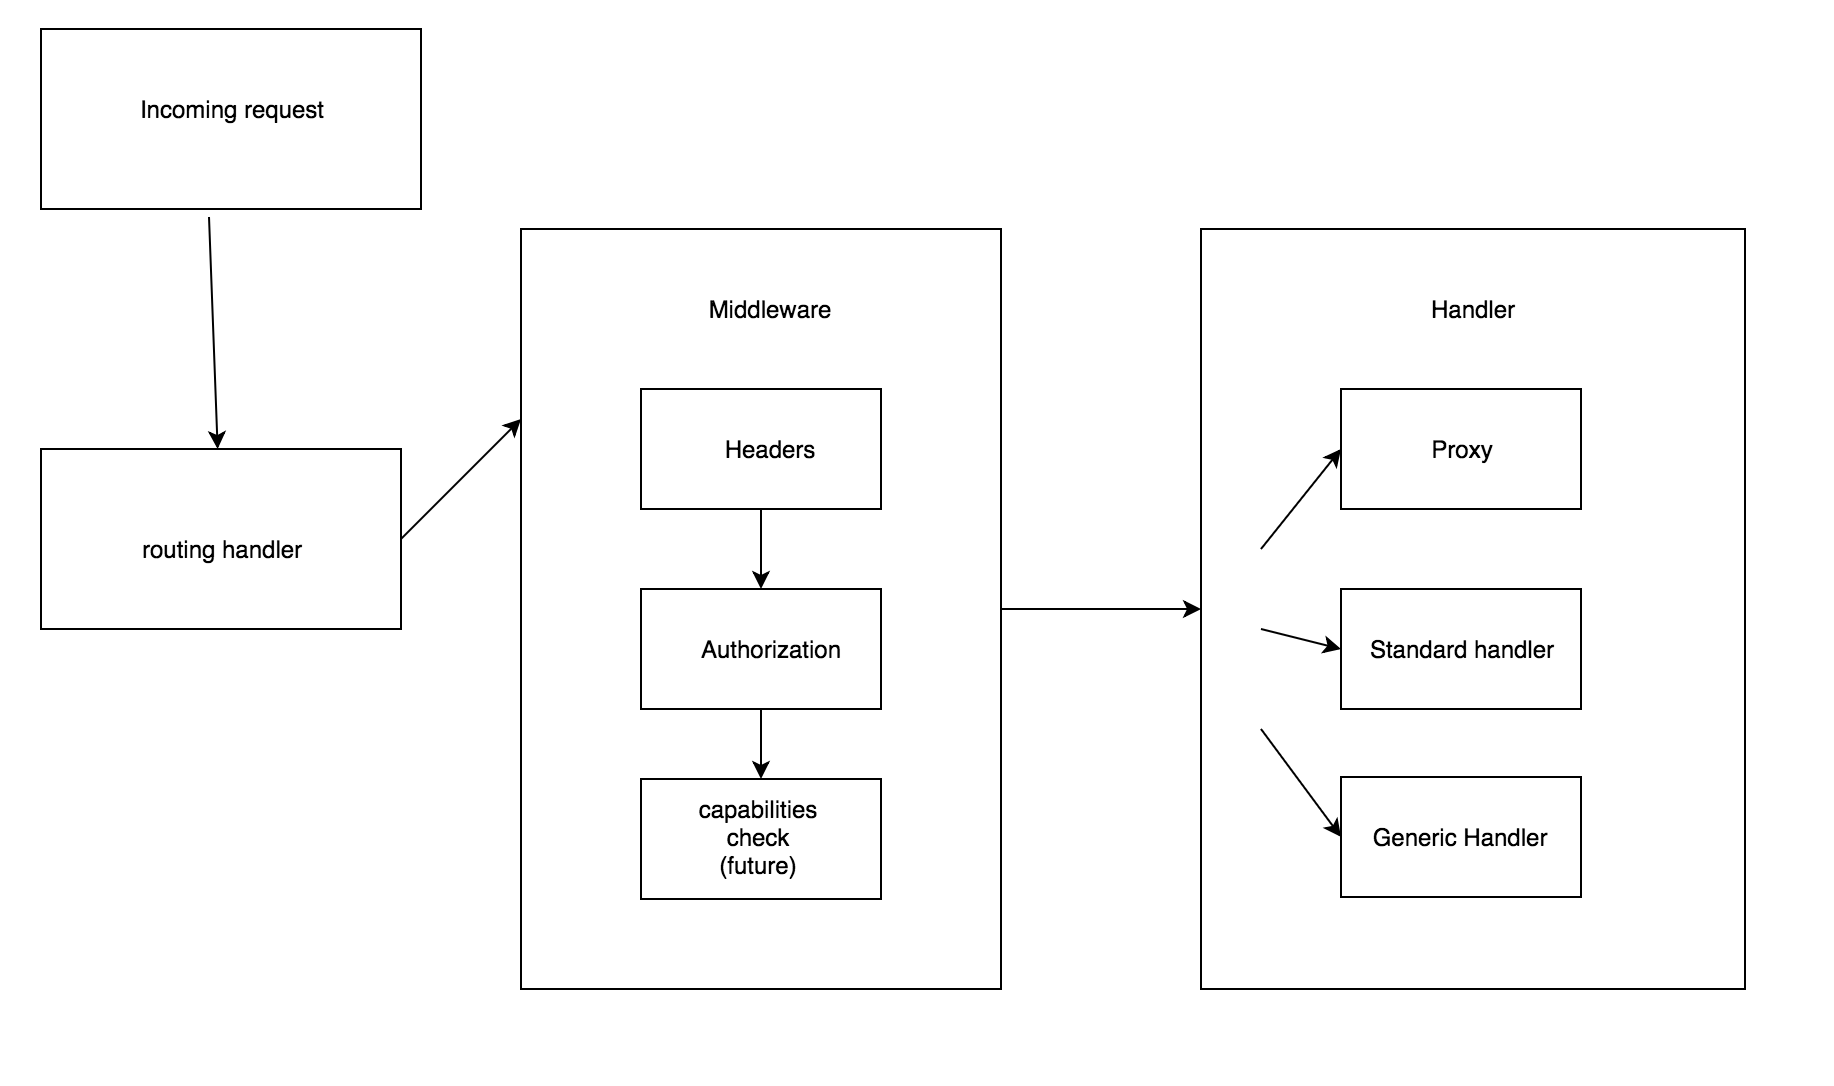 Incoming request
routing handler
Middleware
Headers
Authorization
capabilities
check
(future)
Handler
Proxy
Standard handler
Generic Handler